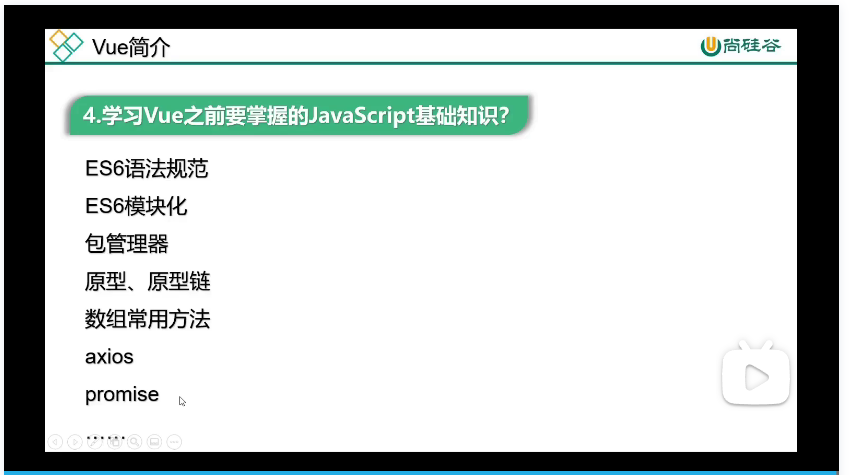 Vue简介
尚硅谷
4.学习Vue之前要掌握的JavaScript基础知识?
ES6语法规范
ES6模块化
包管理器
原型、原型链
数组常用方法
axios
promise
……